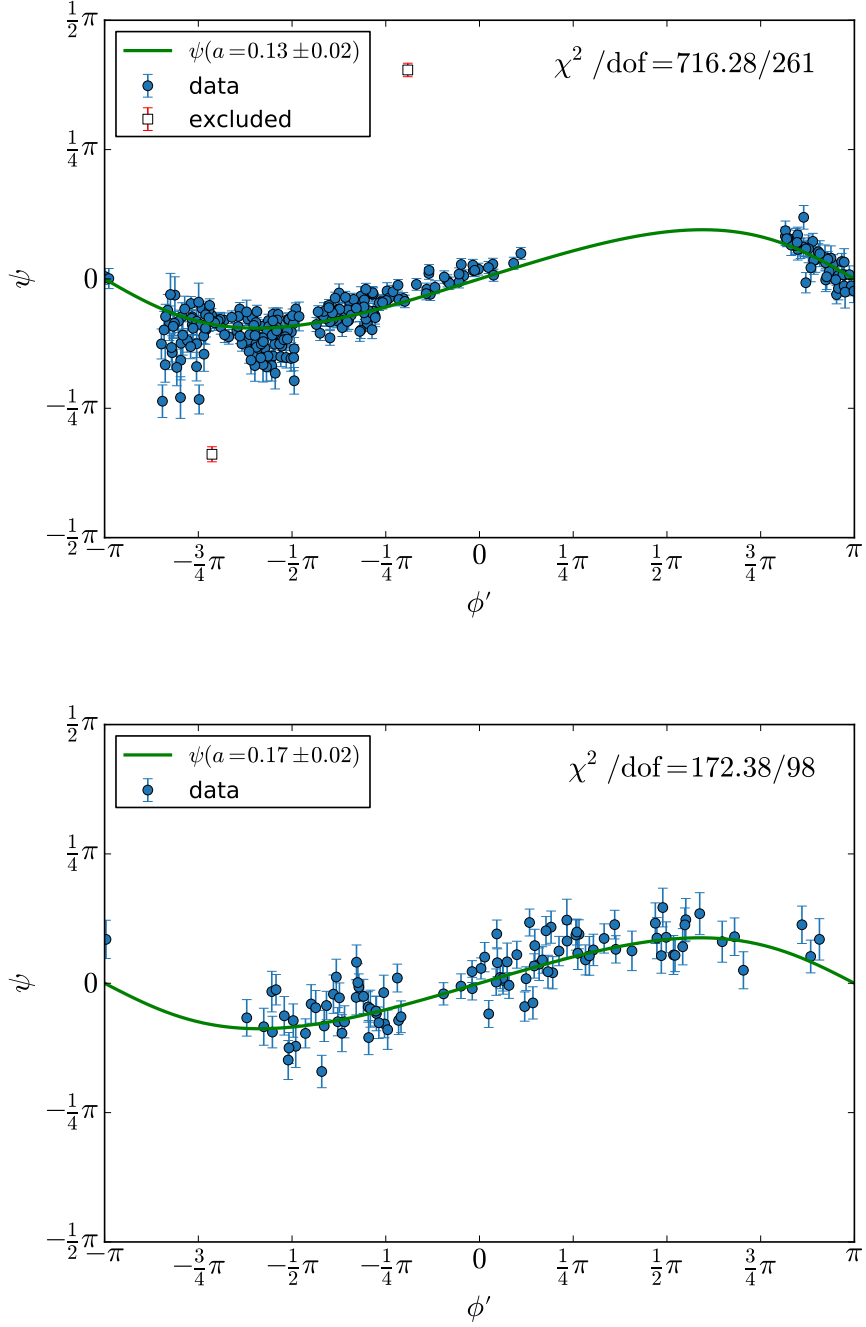 ½π
ψ(a=0.13±0.02)
χ² /dof=716.28/261
data
excluded
¼π
ψ
0
−¼π
−½π
−π
−¾π
−½π
−¼π
0
¼π
½π
¾π
π
ϕ′
½π
ψ(a=0.17±0.02)
χ² /dof=172.38/98
data
¼π
ψ
0
−¼π
−½π
−π
−¾π
−½π
−¼π
0
¼π
½π
¾π
π
ϕ′